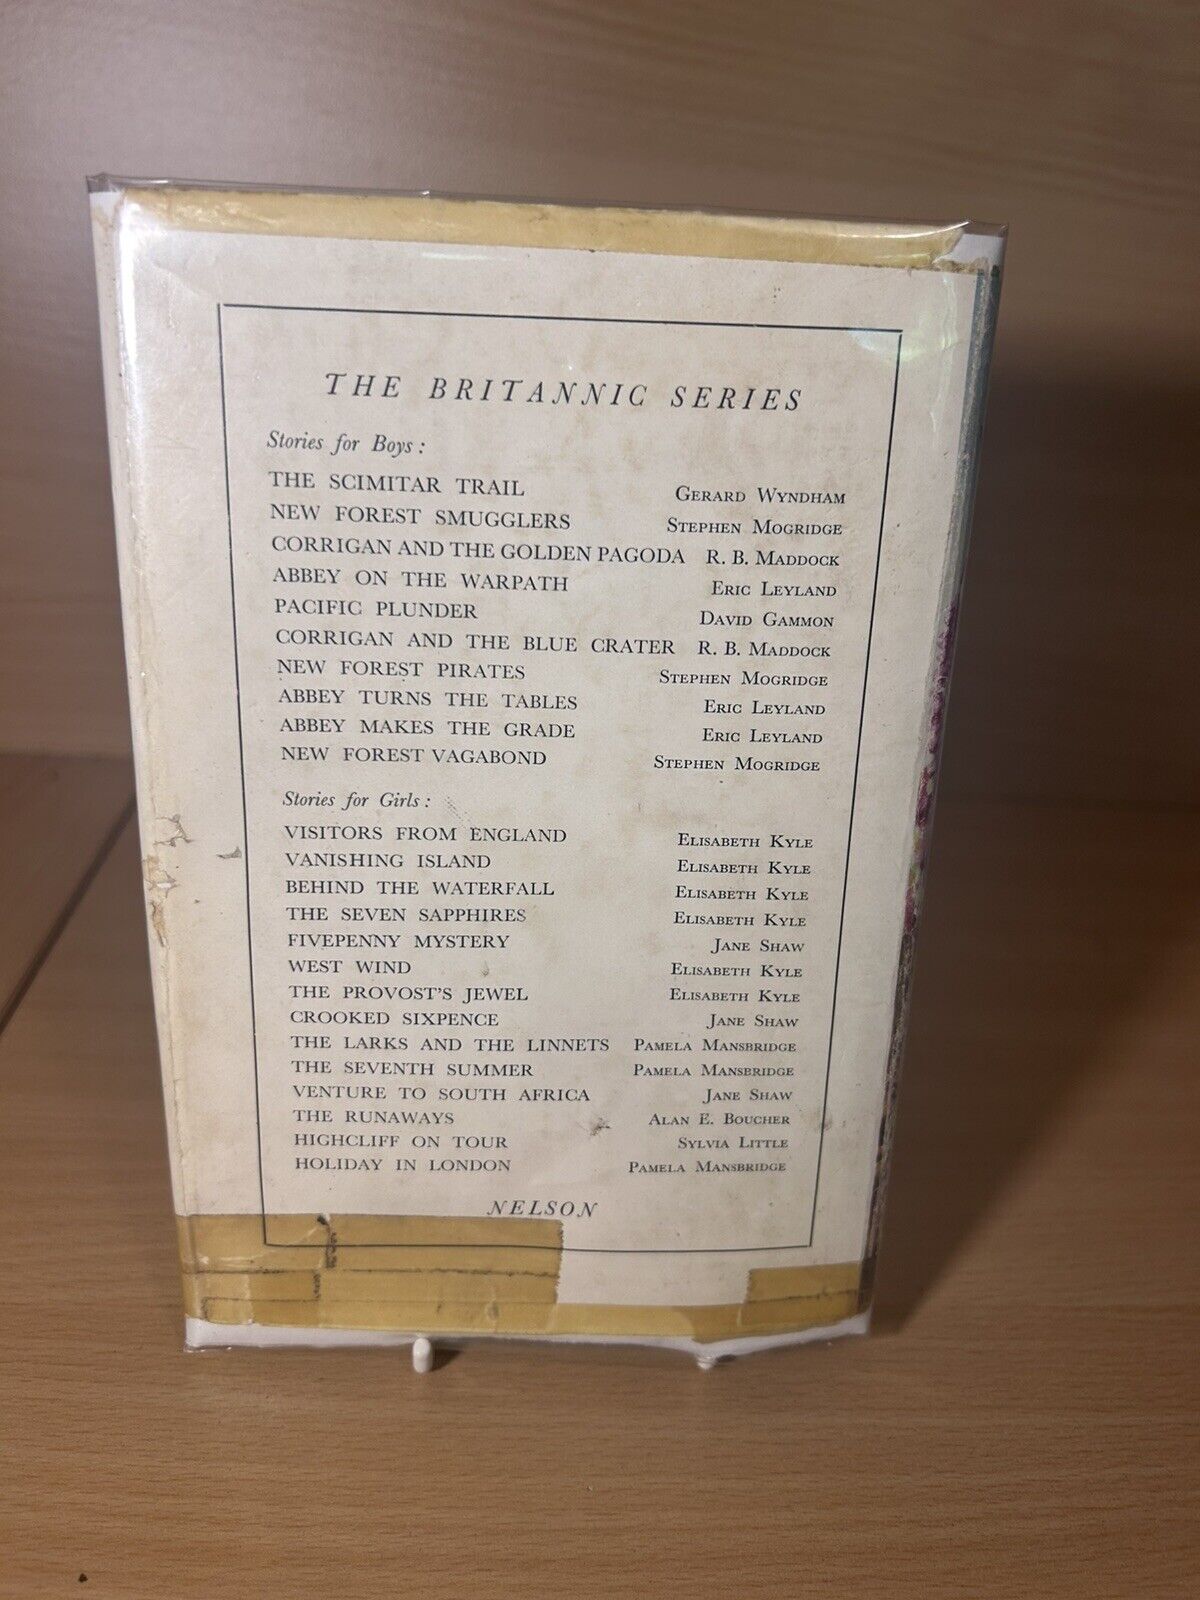 THE BRITANNIC SERIES
Stories for Boys:
THE SCIMITAR TRAIL GERARD WYNDHAM
NEW FOREST SMUGGLERS STEPHEN MOGRIDGE
CORRIGAN AND THE GOLDEN PAGODA R. B. MADDOCK
ABBEY ON THE WARPATH ERIC LEYLAND
PACIFIC PLUNDER DAVID GAMMON
CORRIGAN AND THE BLUE CRATER R. B. MADDOCK
NEW FOREST PIRATES STEPHEN MOGRIDGE
ABBEY TURNS THE TABLES ERIC LEYLAND
ABBEY MAKES THE GRADE ERIC LEYLAND
NEW FOREST VAGABOND STEPHEN MOGRIDGE
Stories for Girls:
VISITORS FROM ENGLAND ELISABETH KYLE
VANISHING ISLAND ELISABETH KYLE
BEHIND THE WATERFALL ELISABETH KYLE
THE SEVEN SAPPHIRES ELISABETH KYLE
FIVEPENNY MYSTERY JANE SHAW
WEST WIND ELISABETH KYLE
THE PROVOST'S JEWEL ELISABETH KYLE
CROOKED SIXPENCE JANE SHAW
THE LARKS AND THE LINNETS PAMELA MANSBRIDGE
THE SEVENTH SUMMER PAMELA MANSBRIDGE
VENTURE TO SOUTH AFRICA JANE SHAW
THE RUNAWAYS ALAN E. BOUCHER
HIGHCLIFF ON TOUR SYLVIA LITTLE
HOLIDAY IN LONDON PAMELA MANSBRIDGE
NELSON